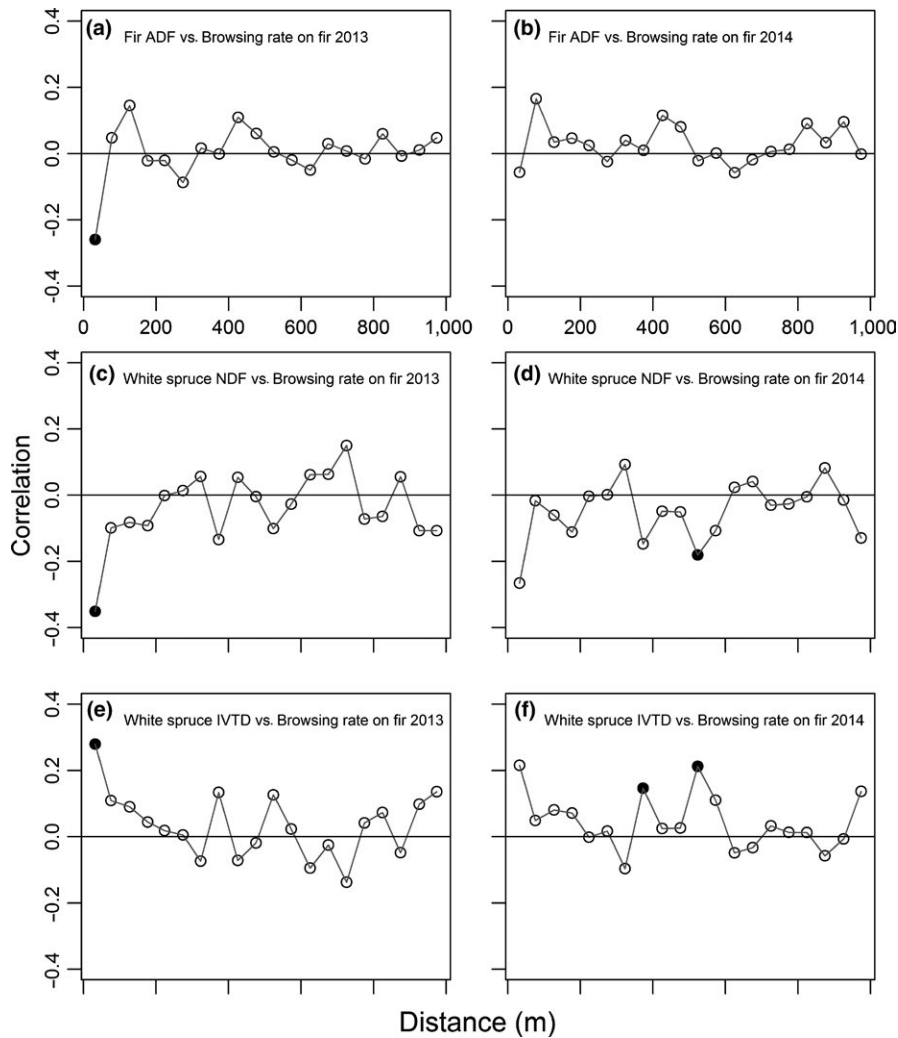 (a) Fir ADF vs. Browsing rate on fir 2013
0.4
0.2
0.0
-0.2
-0.4
0 200 400 600 800 1,000
(b) Fir ADF vs. Browsing rate on fir 2014
0 200 400 600 800 1,000
(c) White spruce NDF vs. Browsing rate on fir 2013
0.4
0.2
0.0
-0.2
-0.4
(d) White spruce NDF vs. Browsing rate on fir 2014
Correlation
(e) White spruce IVTD vs. Browsing rate on fir 2013
0.4
0.2
0.0
-0.2
-0.4
(f) White spruce IVTD vs. Browsing rate on fir 2014
Distance (m)